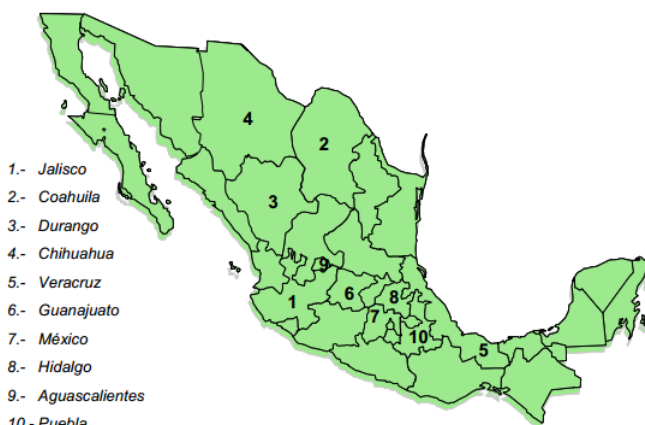 4
2
1.- Jalisco
2.- Coahuila
3
3.- Durango
4.- Chihuahua
5.- Veracruz
9
6.- Guanajuato
6
8
1
7.- México
7
10
5
8.- Hidalgo
9.- Aguascalientes
10.- Puebla